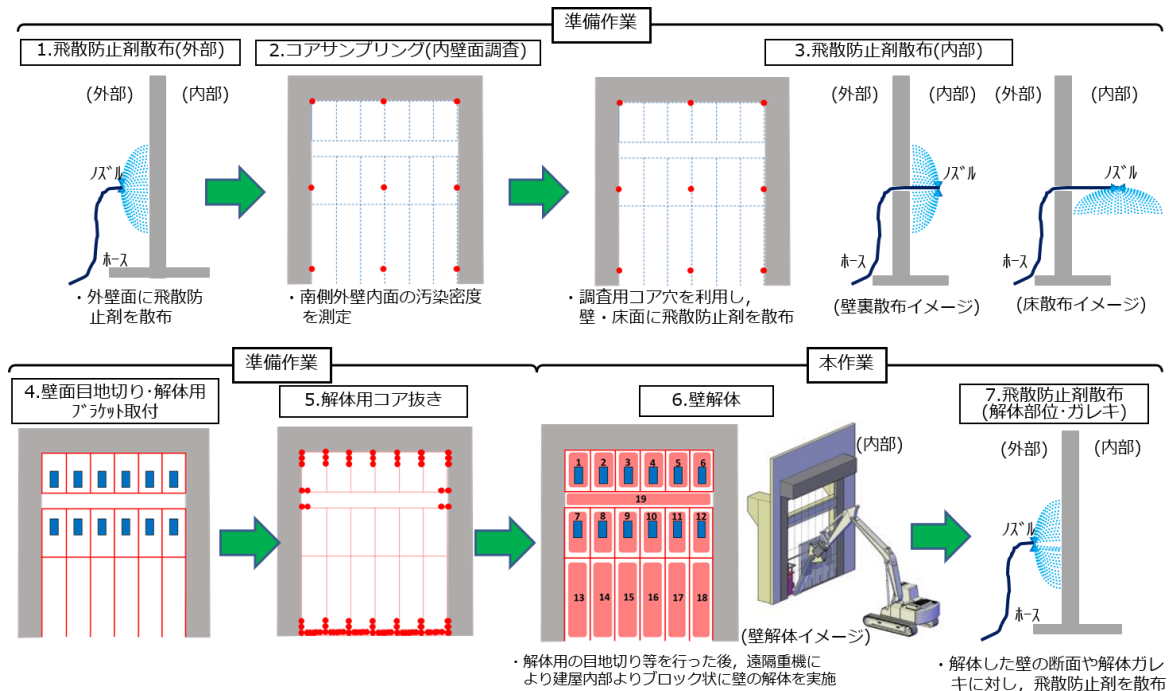 準備作業
1.飛散防止剤散布(外部)
(外部)
(内部)
ﾉｽﾞﾙ
ﾎｰｽ
・外壁面に飛散防
止剤を散布
2.コアサンプリング(内壁面調査)
・南側外壁内面の汚染密度
を測定
・調査用コア穴を利用し,
壁・床面に飛散防止剤を散布
3.飛散防止剤散布(内部)
(外部)
(内部)
ﾉｽﾞﾙ
ﾎｰｽ
(壁裏散布イメージ)
(外部)
(内部)
ﾉｽﾞﾙ
ﾎｰｽ
(床散布イメージ)
準備作業
4.壁面目地切り･解体用
ﾌﾞﾗｹｯﾄ取付
5.解体用コア抜き
本作業
6.壁解体
1 2 3 4 5 6
19
7 8 9 10 11 12
13 14 15 16 17 18
(内部)
(壁解体イメージ)
・解体用の目地切り等を行った後，遠隔重機に
より建屋内部よりブロック状に壁の解体を実施
7.飛散防止剤散布
(解体部位･ガレキ)
(外部)
(内部)
ﾉｽﾞﾙ
ﾎｰｽ
・解体した壁の断面や解体ガレ
キに対し，飛散防止剤を散布